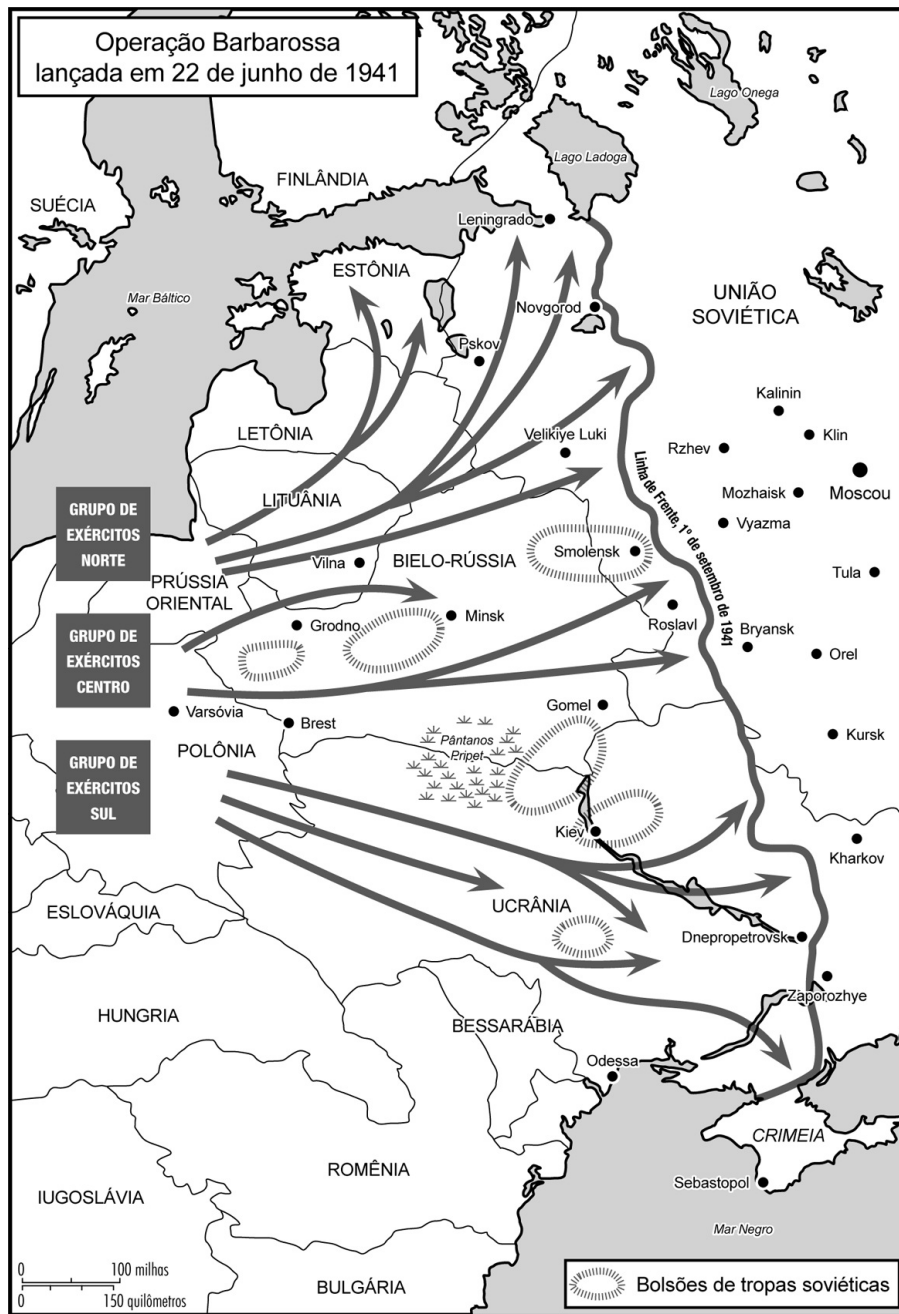 Operação Barbarossa
lançada em 22 de junho de 1941
Lago Onega
Lago Ladoga
FINLÂNDIA
SUÉCIA
Leningrado
ESTÔNIA
Mar Báltico
Novgorod
UNIÃO
SOVIÉTICA
Pskov
Kalinin
LETÔNIA
Velikiye Luki
Klin
Rzhev
Moscou
LITUÂNIA
Mozhaisk
Linha de Frente, 1º de setembro de 1941
GRUPO DE
EXÉRCITOS
NORTE
Vyazma
Smolensk
Vilna
BIELO-RÚSSIA
Tula
PRÚSSIA
ORIENTAL
Roslavl
Minsk
Grodno
Bryansk
GRUPO DE
EXÉRCITOS
CENTRO
Orel
Gomel
Varsóvia
Brest
Kursk
Pântanos
Pripet
POLÔNIA
GRUPO DE
EXÉRCITOS
SUL
Kiev
Kharkov
ESLOVÁQUIA
UCRÂNIA
Dnepropetrovsk
Zaporozhye
HUNGRIA
BESSARÁBIA
Odessa
CRIMEIA
ROMÊNIA
Sebastopol
IUGOSLÁVIA
Mar Negro
0 100 milhas
0 150 quilômetros
BULGÁRIA
Bolsões de tropas soviéticas